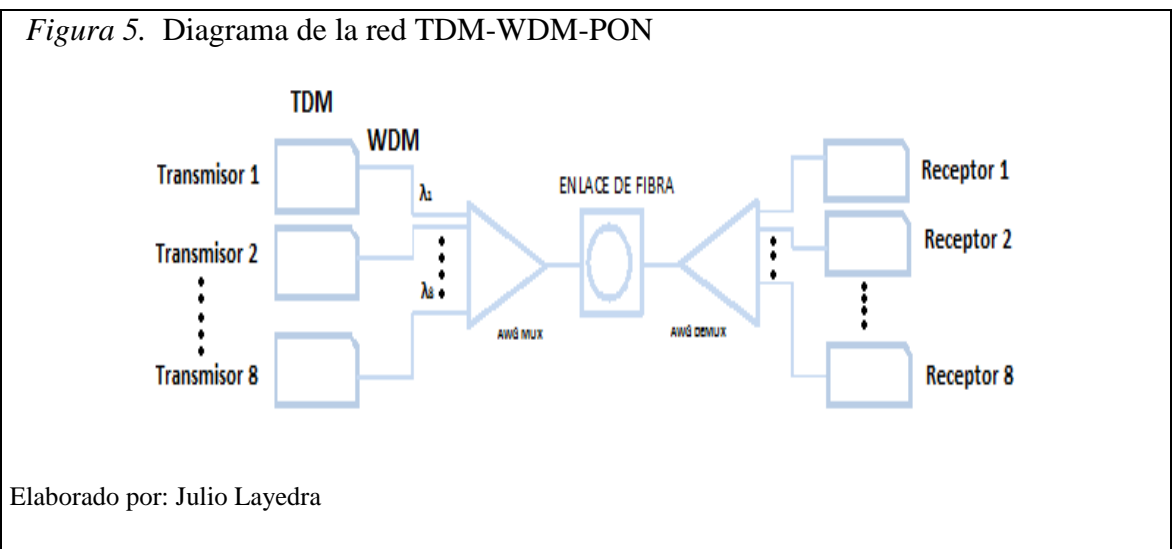 Figura 5. Diagrama de la red TDM-WDM-PON
TDM
WDM
Transmisor 1
λ1
ENLACE DE FIBRA
Receptor 1
Transmisor 2
Receptor 2
λ8
AWG MUX
AWG DEMUX
Transmisor 8
Receptor 8
Elaborado por: Julio Layedra